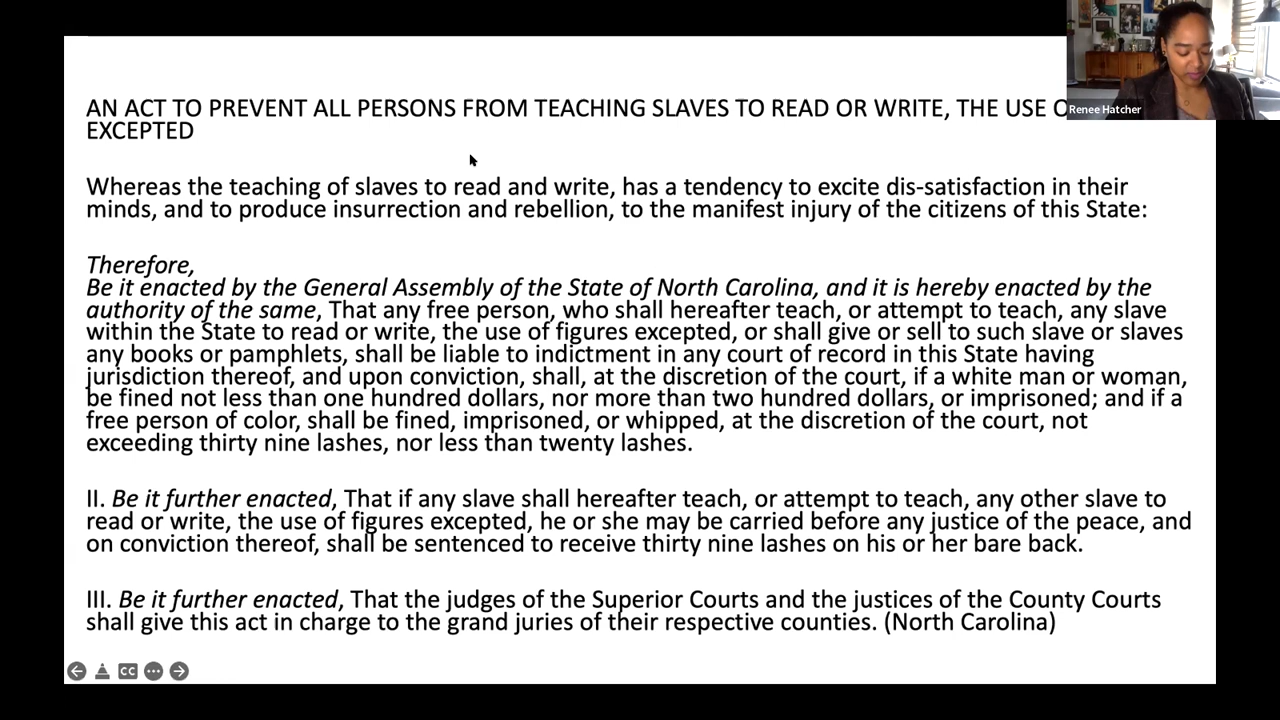 AN ACT TO PREVENT ALL PERSONS FROM TEACHING SLAVES TO READ OR WRITE, THE USE
EXCEPTED
Renee Hatcher
Whereas the teaching of slaves to read and write, has a tendency to excite dis-satisfaction in their
minds, and to produce insurrection and rebellion, to the manifest injury of the citizens of this State:
Therefore,
Be it enacted by the General Assembly of the State of North Carolina, and it is hereby enacted by the
authority of the same, That any free person, who shall hereafter teach, or attempt to teach, any slave
within the State to read or write, the use of figures excepted, or shall give or sell to such slave or slaves
any books or pamphlets, shall be liable to indictment in any court of record in this State having
jurisdiction thereof, and upon conviction, shall, at the discretion of the court, if a white man or woman,
be fined not less than one hundred dollars, nor more than two hundred dollars, or imprisoned; and if a
free person of color, shall be fined, imprisoned, or whipped, at the discretion of the court, not
exceeding thirty nine lashes, nor less than twenty lashes.
II. Be it further enacted, That if any slave shall hereafter teach, or attempt to teach, any other slave to
read or write, the use of figures excepted, he or she may be carried before any justice of the peace, and
on conviction thereof, shall be sentenced to receive thirty nine lashes on his or her bare back.
III. Be it further enacted, That the judges of the Superior Courts and the justices of the County Courts
shall give this act in charge to the grand juries of their respective counties. (North Carolina)
CC